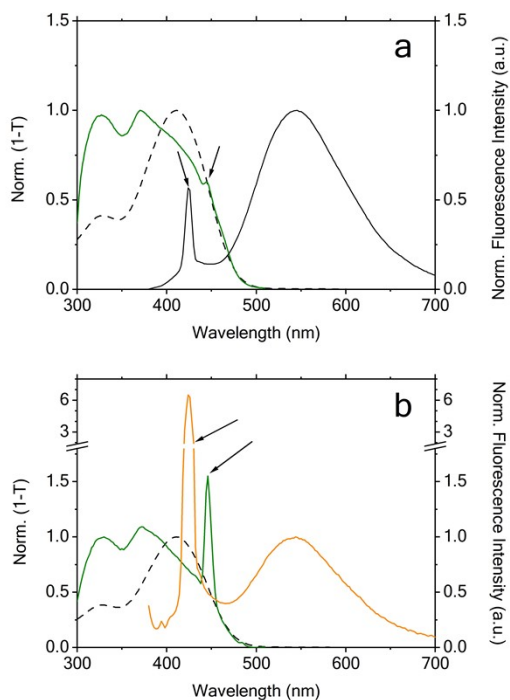 a
1.5
1.0
0.5
0.0
Norm. (1-T)
1.5
1.0
0.5
0.0
Norm. Fluorescence Intensity (a.u.)
300 400 500 600 700
Wavelength (nm)
b
6
3
1.5
1.0
0.5
0.0
Norm. (1-T)
6
3
1.5
1.0
0.5
0.0
Norm. Fluorescence
Intensity (a.u.)
300 400 500 600 700
Wavelength (nm)